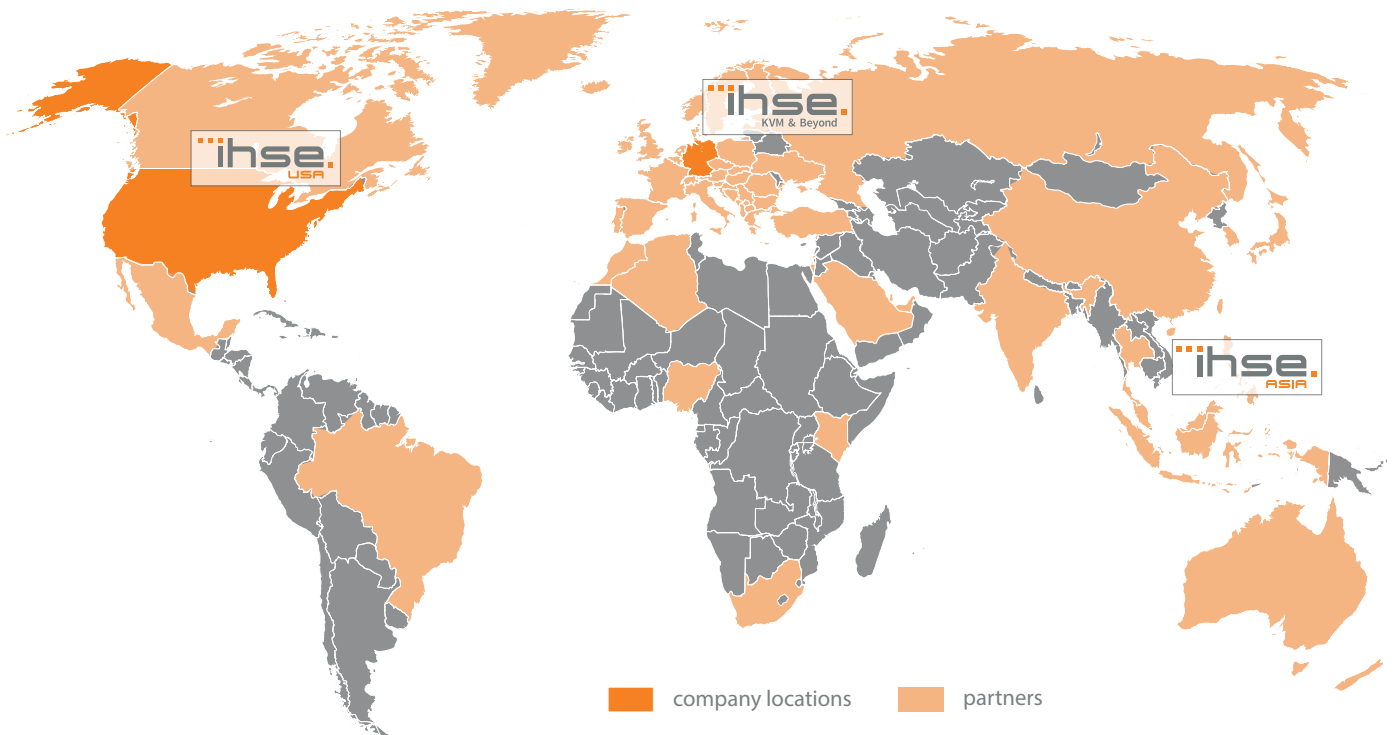 ihse.
USA
ihse.
KVM & Beyond
ihse.
ASIA
company locations
partners